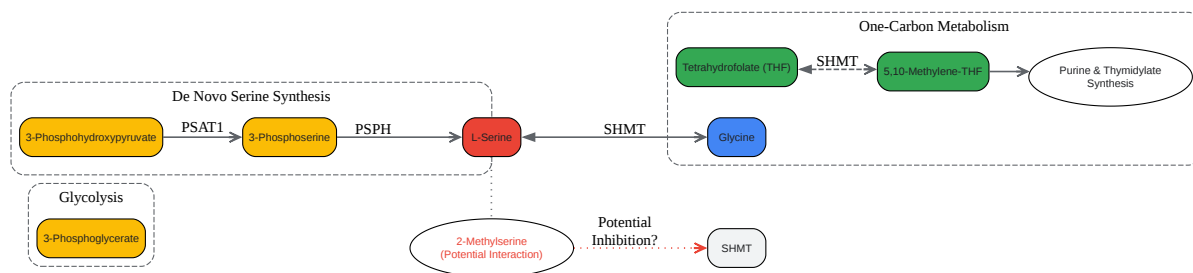 One-Carbon Metabolism
Tetrahydrofolate (THF)
SHMT
5,10-Methylene-THF
Purine & Thymidylate
Synthesis
De Novo Serine Synthesis
3-Phosphohydroxypyruvate
PSAT1
3-Phosphoserine
PSPH
L-Serine
SHMT
Glycine
Glycolysis
3-Phosphoglycerate
2-Methylserine
(Potential Interaction)
Potential
Inhibition?
SHMT